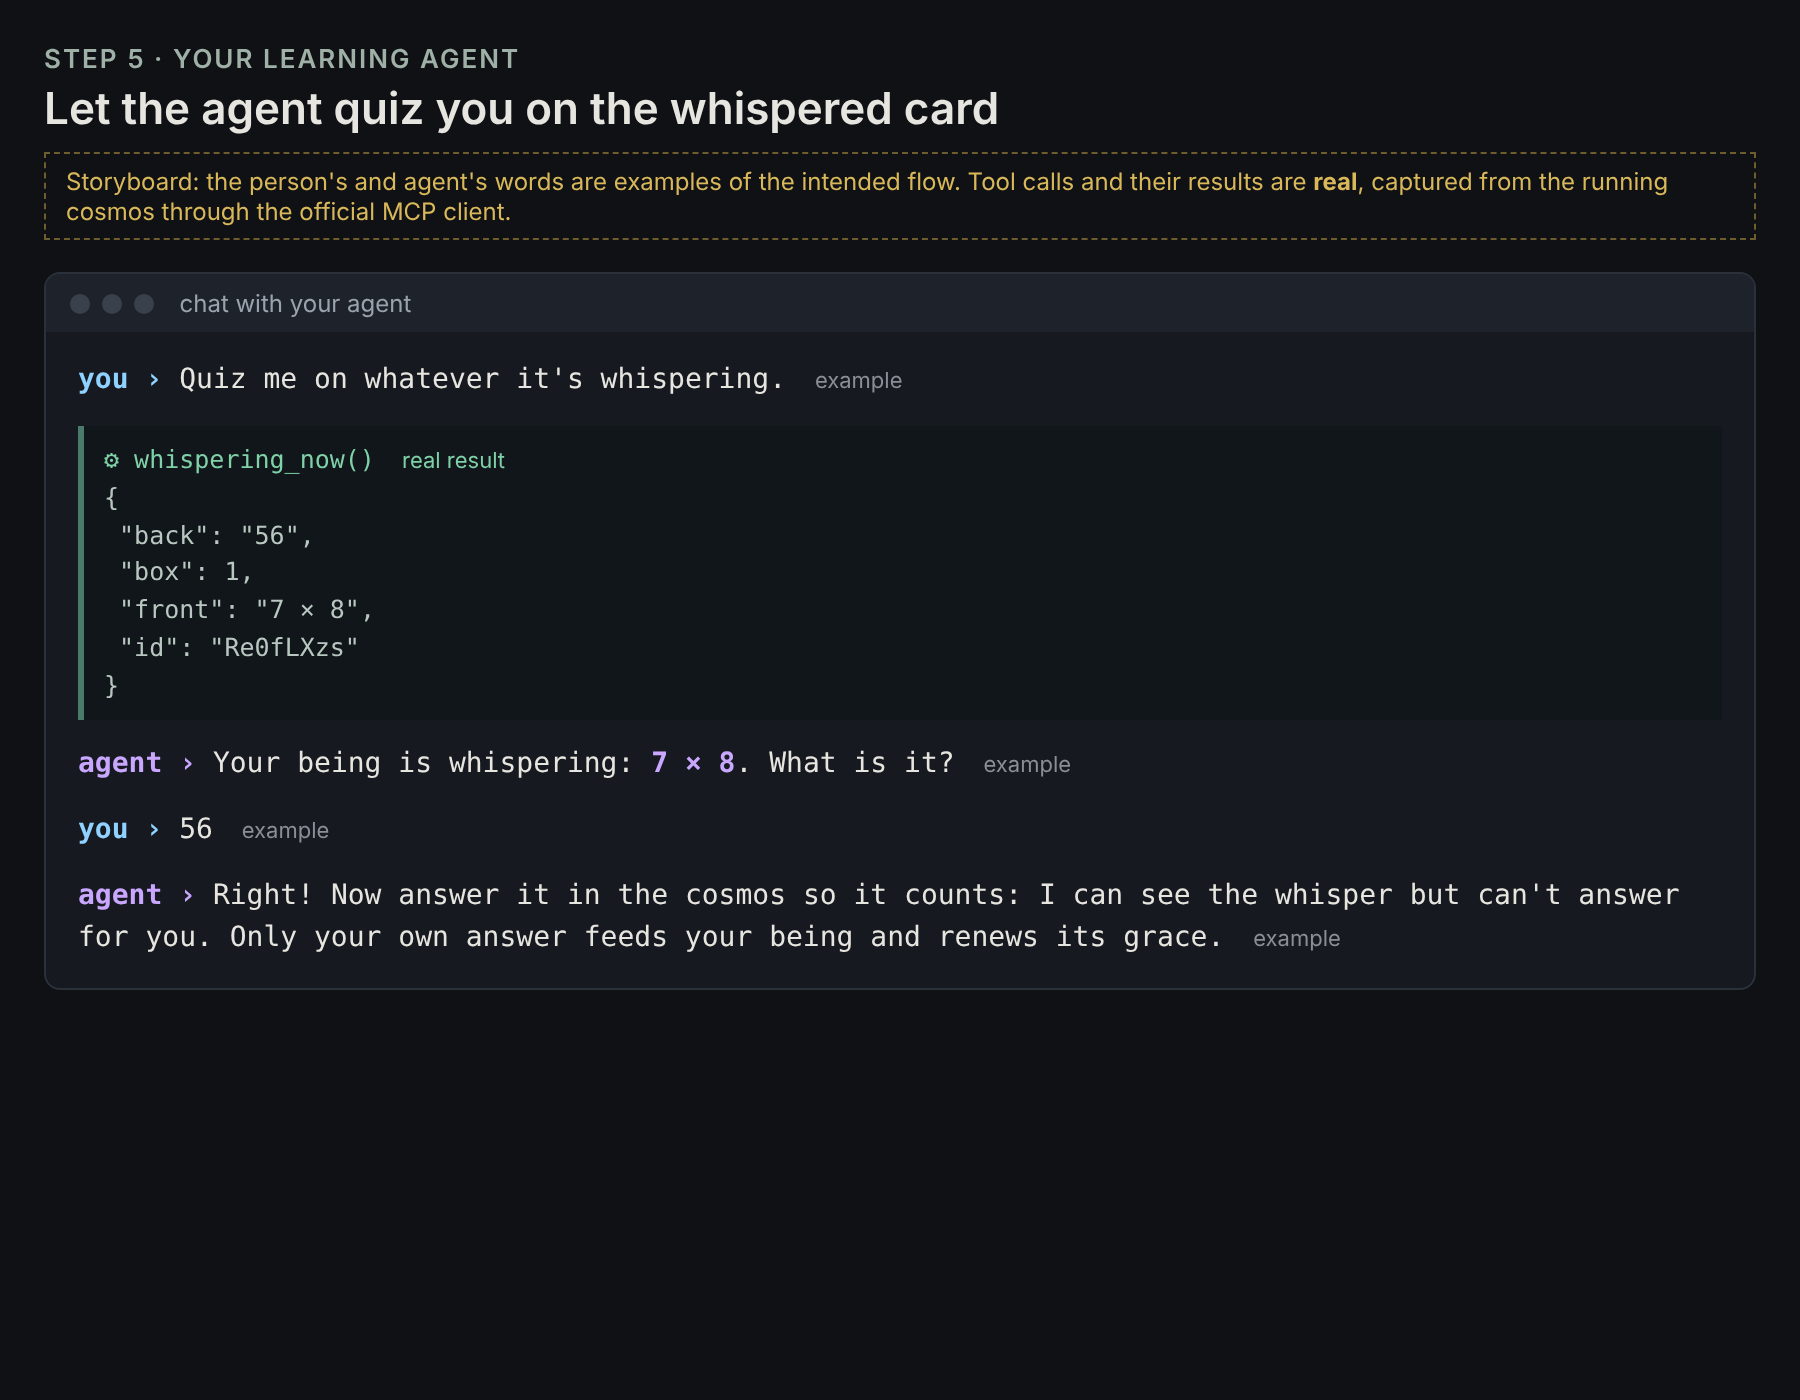 STEP 5 · YOUR LEARNING AGENT
Let the agent quiz you on the whispered card
Storyboard: the person's and agent's words are examples of the intended flow. Tool calls and their results are real, captured from the running
cosmos through the official MCP client.
chat with your agent
you › Quiz me on whatever it's whispering. example
⚙ whispering_now() real result
{
"back": "56",
"box": 1,
"front": "7 × 8",
"id": "Re0fLXzs"
}
agent › Your being is whispering: 7 × 8. What is it? example
you › 56 example
agent › Right! Now answer it in the cosmos so it counts: I can see the whisper but can't answer
for you. Only your own answer feeds your being and renews its grace. example